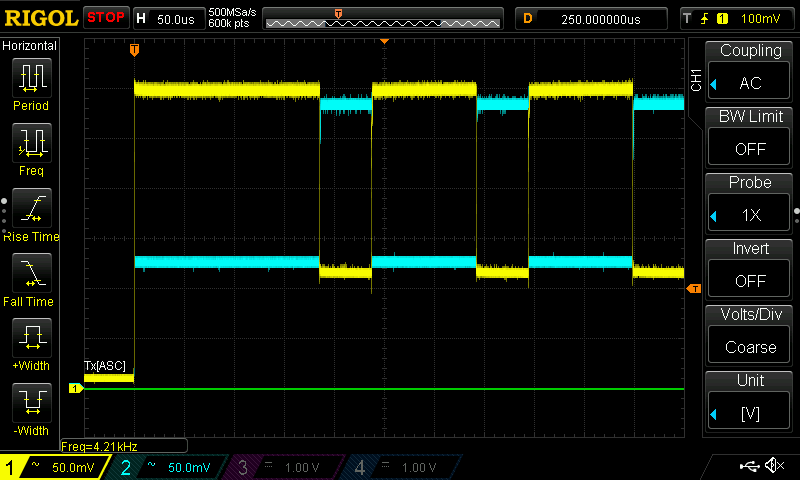 RIGOL STOP H 50.0us 500MSa/s 600k pts D 250.000000us T 1 100mV
T
Horizontal
Period
Freq
Rise Time
Fall Time
+Width
-Width
T
Tx[ASC]
1
T
Freq=4.21kHz
CH1
Coupling
AC
BW Limit
OFF
Probe
1X
Invert
OFF
Volts/Div
Coarse
Unit
[V]
1 ~ 50.0mV 2 ~ 50.0mV 3 = 1.00 V 4 = 1.00 V